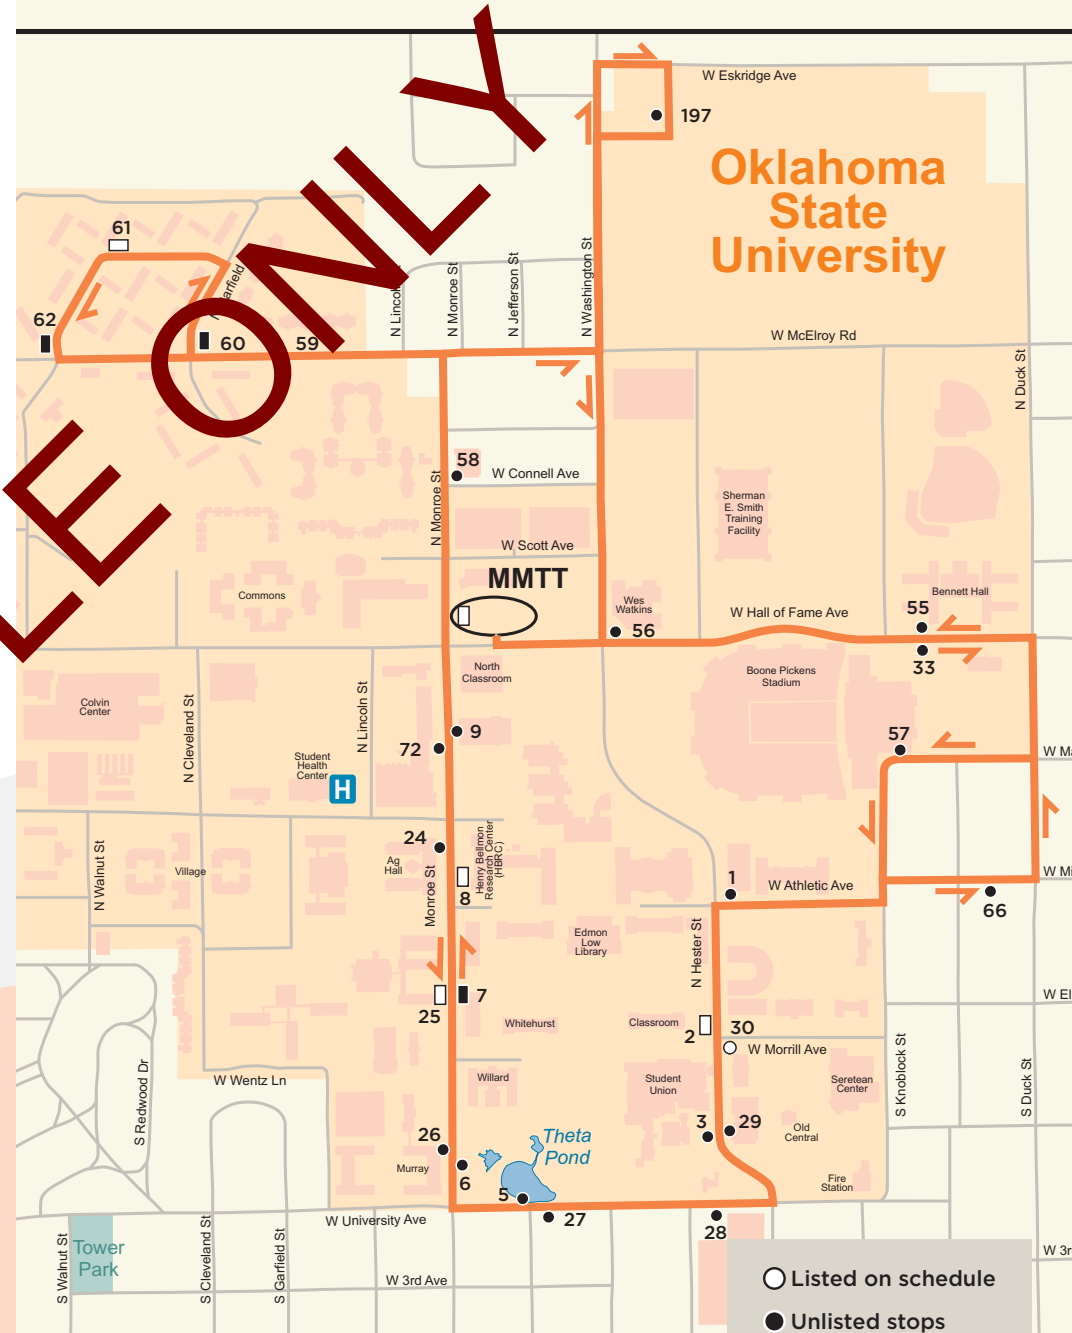 W Eskridge Ave
197
Oklahoma
State
University
61
N Washington St
N Jefferson St
N Monroe St
62
60
59
W McElroy Rd
N Duck St
LE ONLY
58
W Connell Ave
N Monroe St
Sherman
E. Smith
Training
Facility
W Scott Ave
MMTT
Commons
Wes
Watkins
56
W Hall of Fame Ave
Bennett Hall
55
33
North
Classroom
Boone Pickens
Stadium
Colvin
Center
N Cleveland St
N Lincoln St
9
72
57
Student
Health
Center
H
24
Henry Bellmon
Research Center
(HBRC)
Ag
Hall
8
Village
N Walnut St
Monroe St
1
W Athletic Ave
66
Edmon
Low
Library
N Hester St
7
25
Whitehurst
Classroom
2
30
W Morrill Ave
W Wentz Ln
Willard
Student
Union
Seretean
Center
S Knoblock St
S Duck St
S Redwood Dr
3
29
Old
Central
26
Murray
6
Theta
Pond
5
Fire
Station
27
28
W University Ave
Tower
Park
S Walnut St
S Cleveland St
S Garfield St
W 3rd Ave
Listed on schedule
Unlisted stops